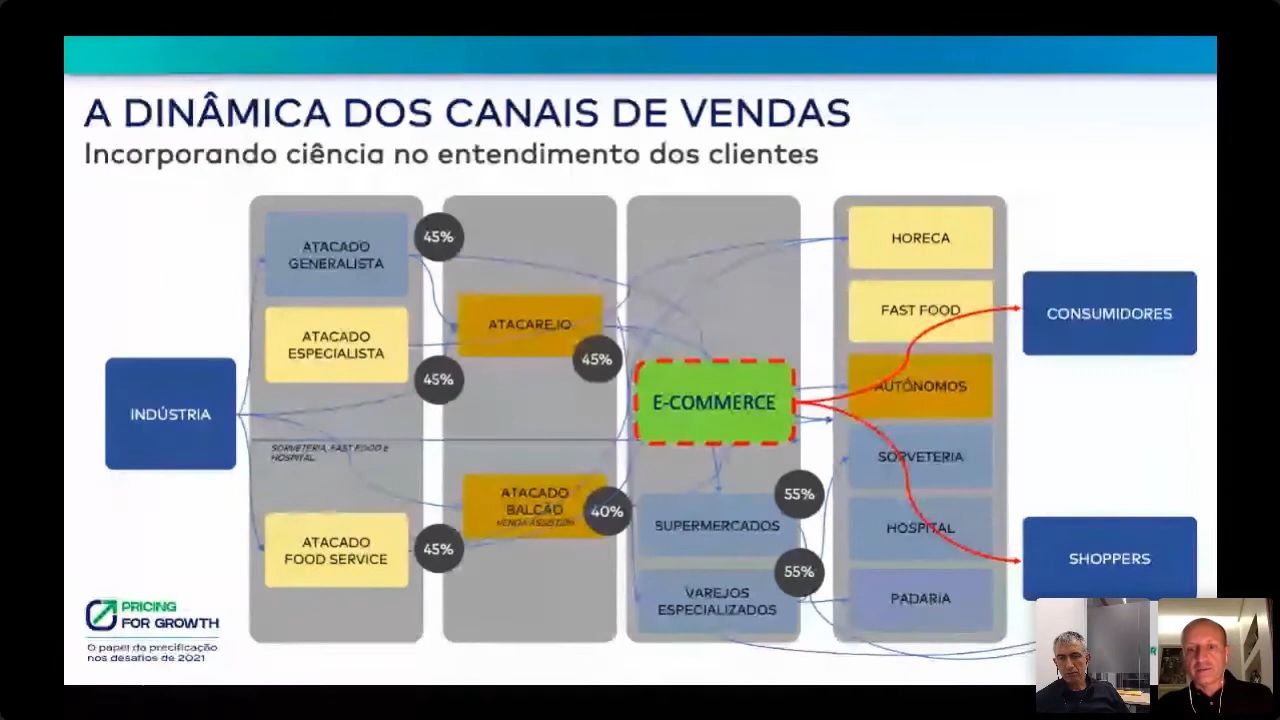 A DINÂMICA DOS CANAIS DE VENDAS
Incorporando ciência no entendimento dos clientes
INDÚSTRIA
ATACADO
GENERALISTA
45%
ATACADO
ESPECIALISTA
45%
SORVETERIA, FAST FOOD E
HOSPITAL
ATACADO
FOOD SERVICE
45%
ATACAREJO
45%
ATACADO
BALCÃO
40%
E-COMMERCE
SUPERMERCADOS
55%
VAREJOS
ESPECIALIZADOS
55%
HORECA
FAST FOOD
AUTÔNOMOS
SORVETERIA
HOSPITAL
PADARIA
CONSUMIDORES
SHOPPERS
PRICING
FOR GROWTH
O papel da precificação
nos desafios de 2021